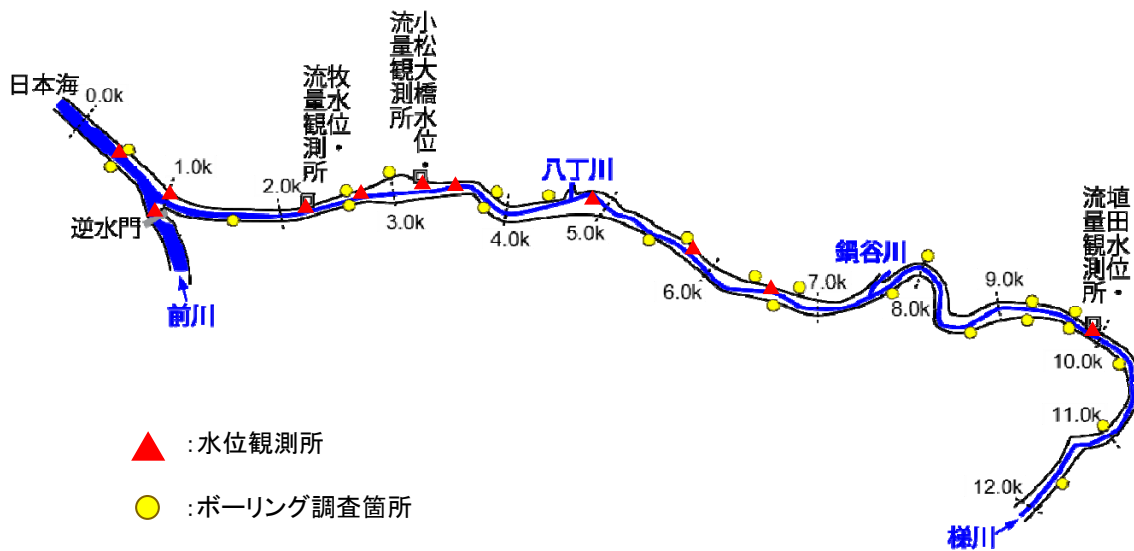 日本海
0.0k
1.0k
逆水門
前川
2.0k
牧水位・
流量観測所
小松大橋水位・
流量観測所
3.0k
4.0k
八丁川
5.0k
6.0k
7.0k
鍋谷川
8.0k
9.0k
埴田水位・
流量観測所
10.0k
11.0k
12.0k
梯川
:水位観測所
:ボーリング調査箇所